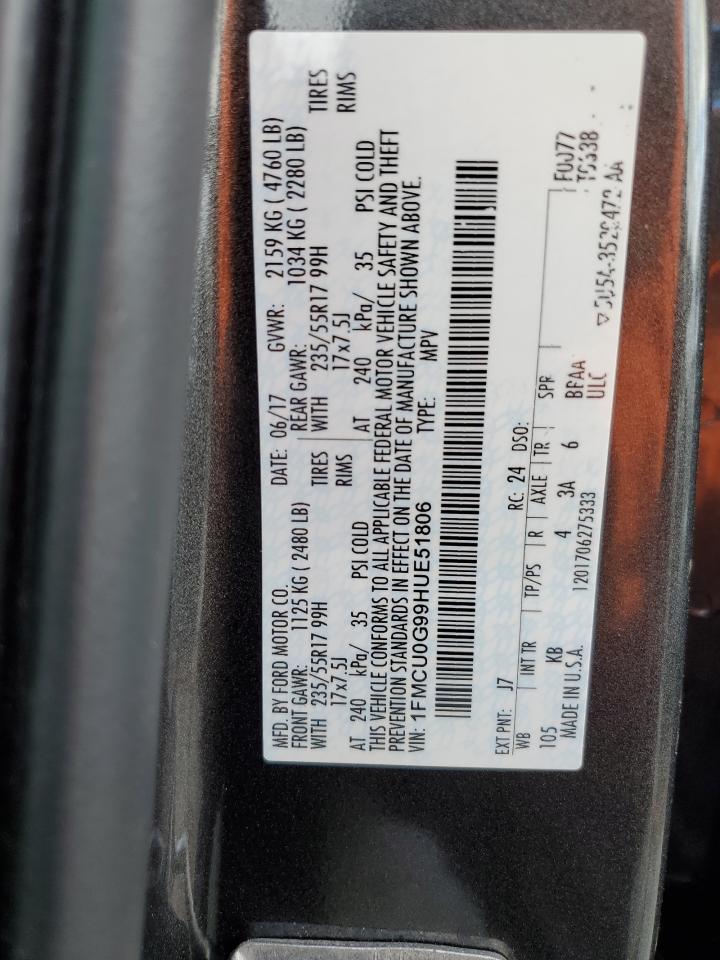 MFD. BY FORD MOTOR CO. DATE: 06/17 GVWR: 2159 KG ( 4760 LB)
FRONT GAWR: 1125 KG ( 2480 LB) REAR GAWR: 1034 KG ( 2280 LB)
WITH 235/55R17 99H TIRES WITH 235/55R17 99H TIRES
17x7.5J RIMS 17x7.5J RIMS
AT 240 kPa/ 35 PSI COLD AT 240 kPa/ 35 PSI COLD
THIS VEHICLE CONFORMS TO ALL APPLICABLE FEDERAL MOTOR VEHICLE SAFETY AND THEFT
PREVENTION STANDARDS IN EFFECT ON THE DATE OF MANUFACTURE SHOWN ABOVE.
VIN: 1FMCU0G99HUE51806 TYPE: MPV
EXT PNT: J7 RC: 24 DSO:
WB INT TR TP/PS R AXLE TR SPR F0077
105 KB 4 3A 6 BFAA
MADE IN U.S.A. 1201706275333 ULC